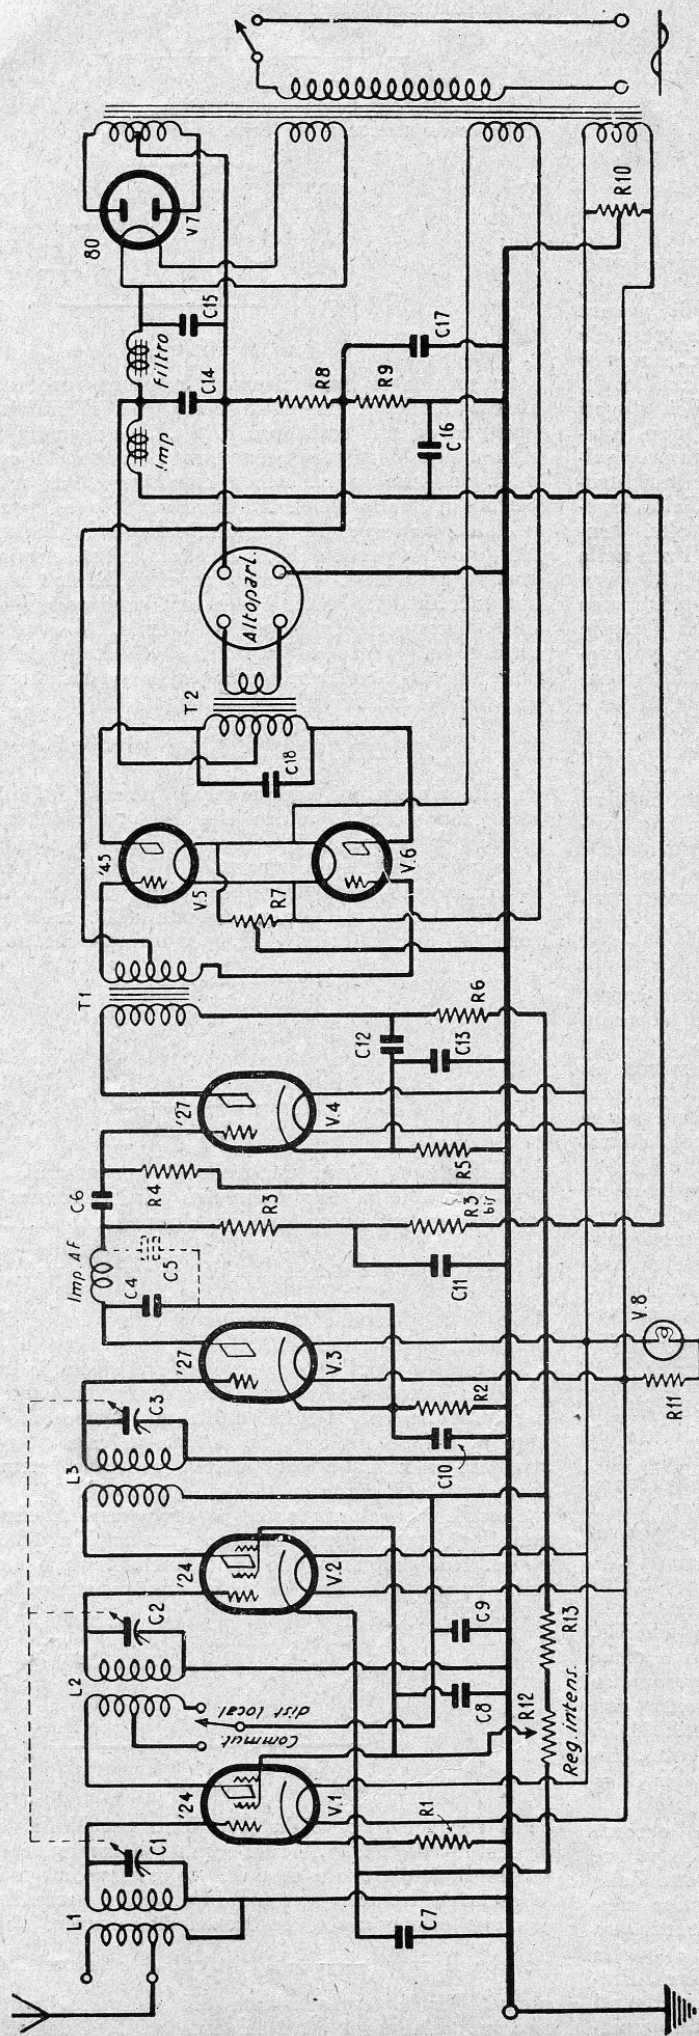 L1
C1
'24
V.1
R1
C7
Commut.
dist local
L2
C2
'24
V.2
C8
C9
R12
Reg. intens.
R13
L3
C3
'27
V.3
C10
R2
Imp. AF
C4
C5
C6
R4
R3
R3
bis
C11
R11
V.8
'27
V.4
R5
C12
C13
R6
T1
'45
V.5
R7
V.6
T2
C18
Altoparl.
Imp
Filtro
C14
C15
R8
R9
C16
C17
80
V7
R10